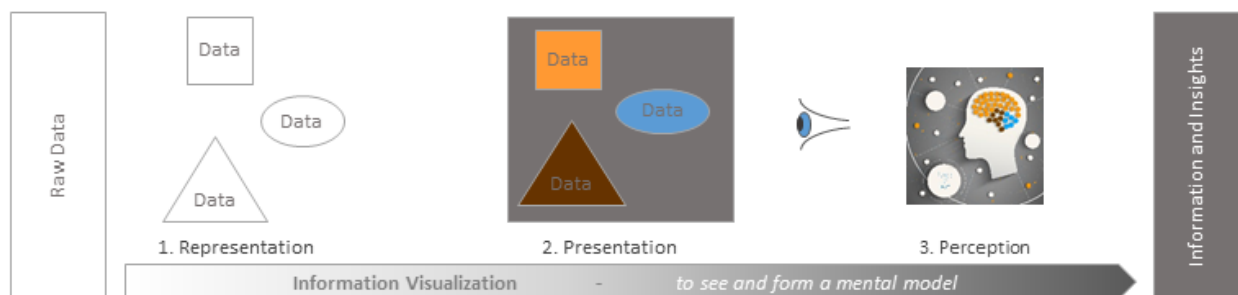 Raw Data
Data
Data
Data
1. Representation
Data
Data
Data
2. Presentation
3. Perception
Information Visualization - to see and form a mental model
Information and Insights